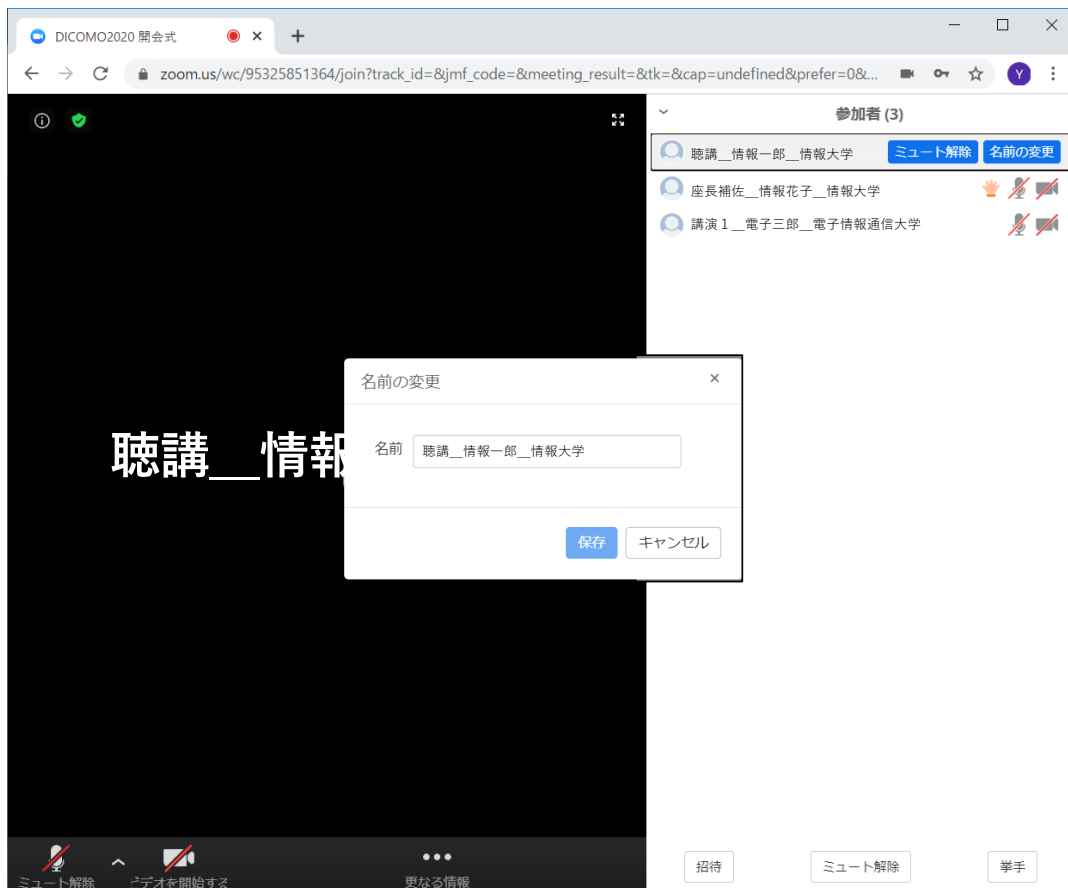 DICOMO2020 開会式
zoom.us/wc/95325851364/join?track_id=&jmf_code=&meeting_result=&tk=&cap=undefined&prefer=0&...
Y
参加者 (3)
聴講__情報一郎__情報大学
ミュート解除
名前の変更
座長補佐__情報花子__情報大学
講演１__電子三郎__電子情報通信大学
聴講__情報
名前の変更
名前
聴講__情報一郎__情報大学
保存
キャンセル
ミュート解除
ビデオを開始する
更なる情報
招待
ミュート解除
挙手